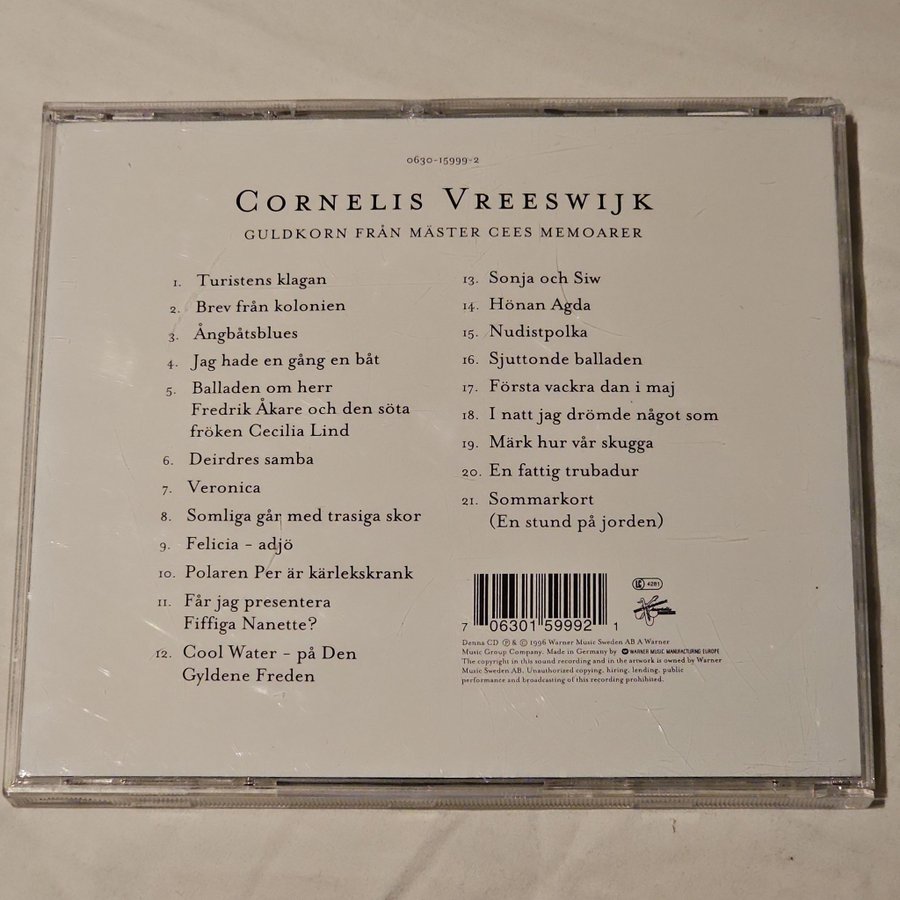 0630-15999-2
CORNELIS VREESWIJK
GULDKORN FRÅN MÄSTER CEES MEMOARER
1. Turistens klagan
2. Brev från kolonien
3. Ångbåtsblues
4. Jag hade en gång en båt
5. Balladen om herr
Fredrik Åkare och den söta
fröken Cecilia Lind
6. Deirdres samba
7. Veronica
8. Somliga går med trasiga skor
9. Felicia – adjö
10. Polaren Per är kärlekskrank
11. Får jag presentera
Fiffiga Nanette?
12. Cool Water – på Den
Gyldene Freden
13. Sonja och Siw
14. Hönan Agda
15. Nudistpolka
16. Sjuttonde balladen
17. Första vackra dan i maj
18. I natt jag drömde något som
19. Märk hur vår skugga
20. En fattig trubadur
21. Sommarkort
(En stund på jorden)
LC 4281
7 06301 59992 1
Denna CD ℗ & © 1996 Warner Music Sweden AB A Warner
Music Group Company. Made in Germany by WARNER MUSIC MANUFACTURING EUROPE
The copyright in this sound recording and in the artwork is owned by Warner
Music Sweden AB. Unauthorized copying, hiring, lending, public
performance and broadcasting of this recording prohibited.